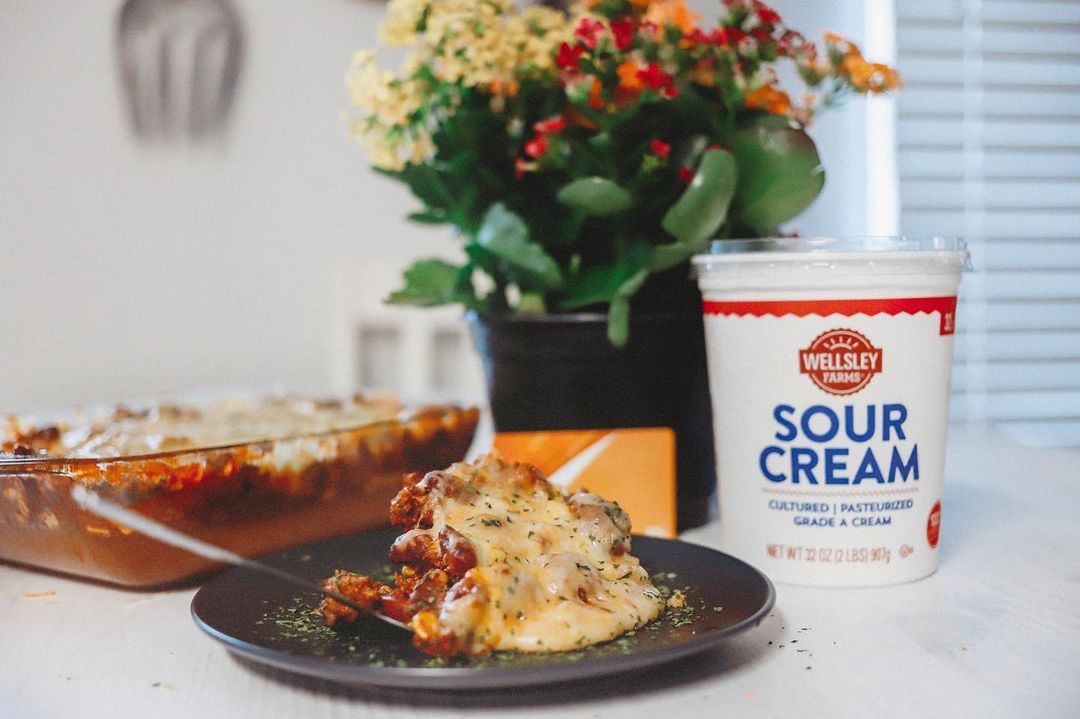 WELLSLEY
FARMS®
SOUR
CREAM
CULTURED | PASTEURIZED
GRADE A CREAM
NET WT 32 OZ (2 LBS) 907g